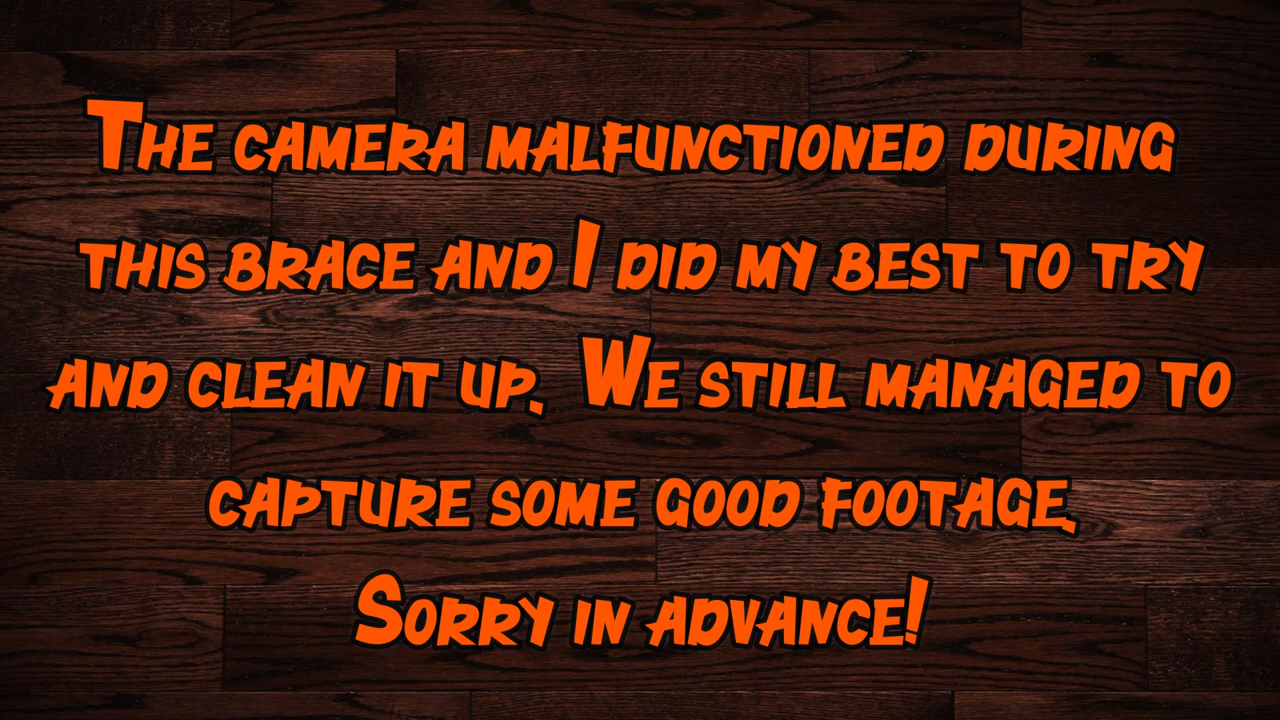 The camera malfunctioned during
this brace and I did my best to try
and clean it up. We still managed to
capture some good footage.
Sorry in advance!